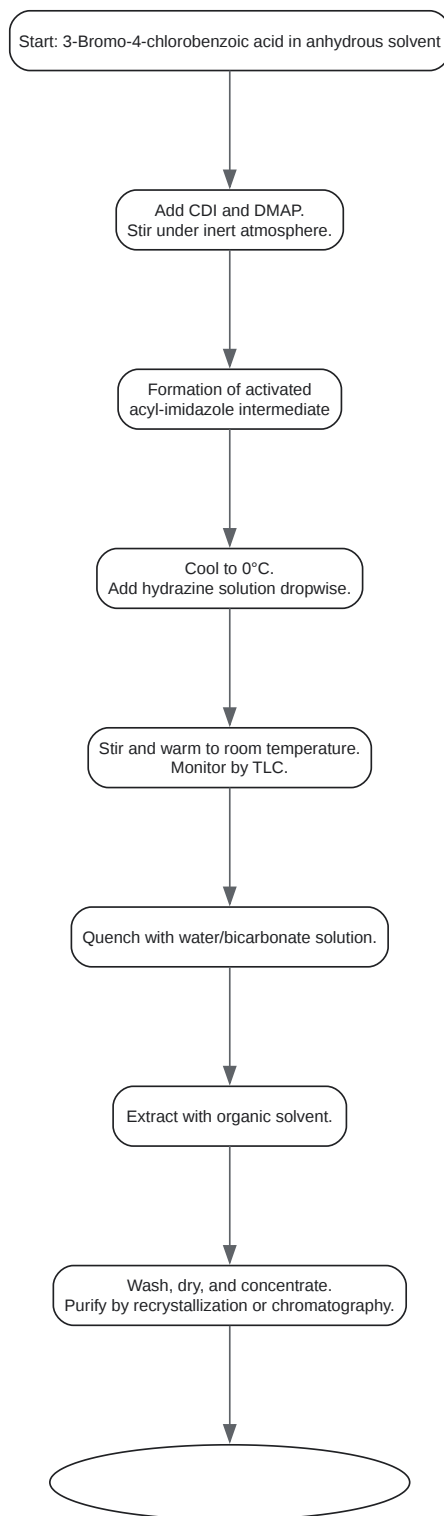 Start: 3-Bromo-4-chlorobenzoic acid in anhydrous solvent
Add CDI and DMAP.
Stir under inert atmosphere.
Formation of activated
acyl-imidazole intermediate
Cool to 0°C.
Add hydrazine solution dropwise.
Stir and warm to room temperature.
Monitor by TLC.
Quench with water/bicarbonate solution.
Extract with organic solvent.
Wash, dry, and concentrate.
Purify by recrystallization or chromatography.